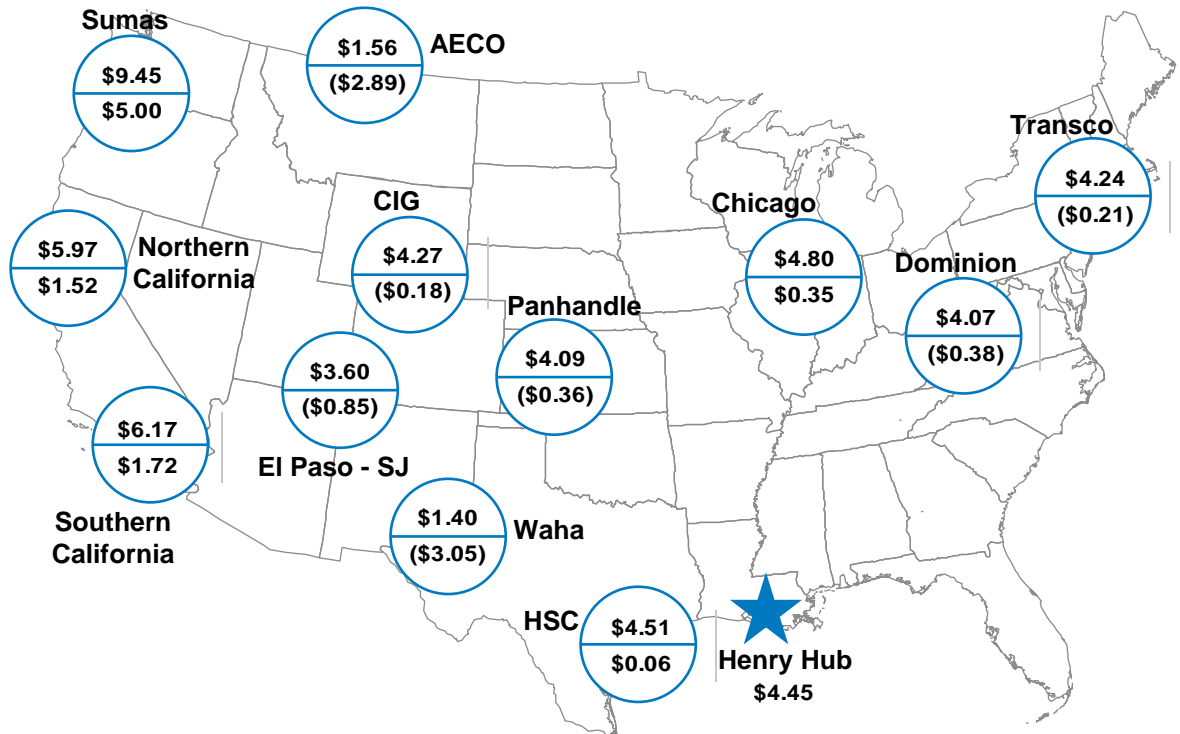 Sumas
$9.45
$5.00
$1.56
($2.89)
AECO
Transco
$4.24
($0.21)
CIG
$4.27
($0.18)
Chicago
$4.80
$0.35
$5.97
$1.52
Northern
California
Dominion
$4.07
($0.38)
Panhandle
$4.09
($0.36)
$3.60
($0.85)
El Paso - SJ
$6.17
$1.72
Southern
California
$1.40
($3.05)
Waha
HSC
$4.51
$0.06
Henry Hub
$4.45